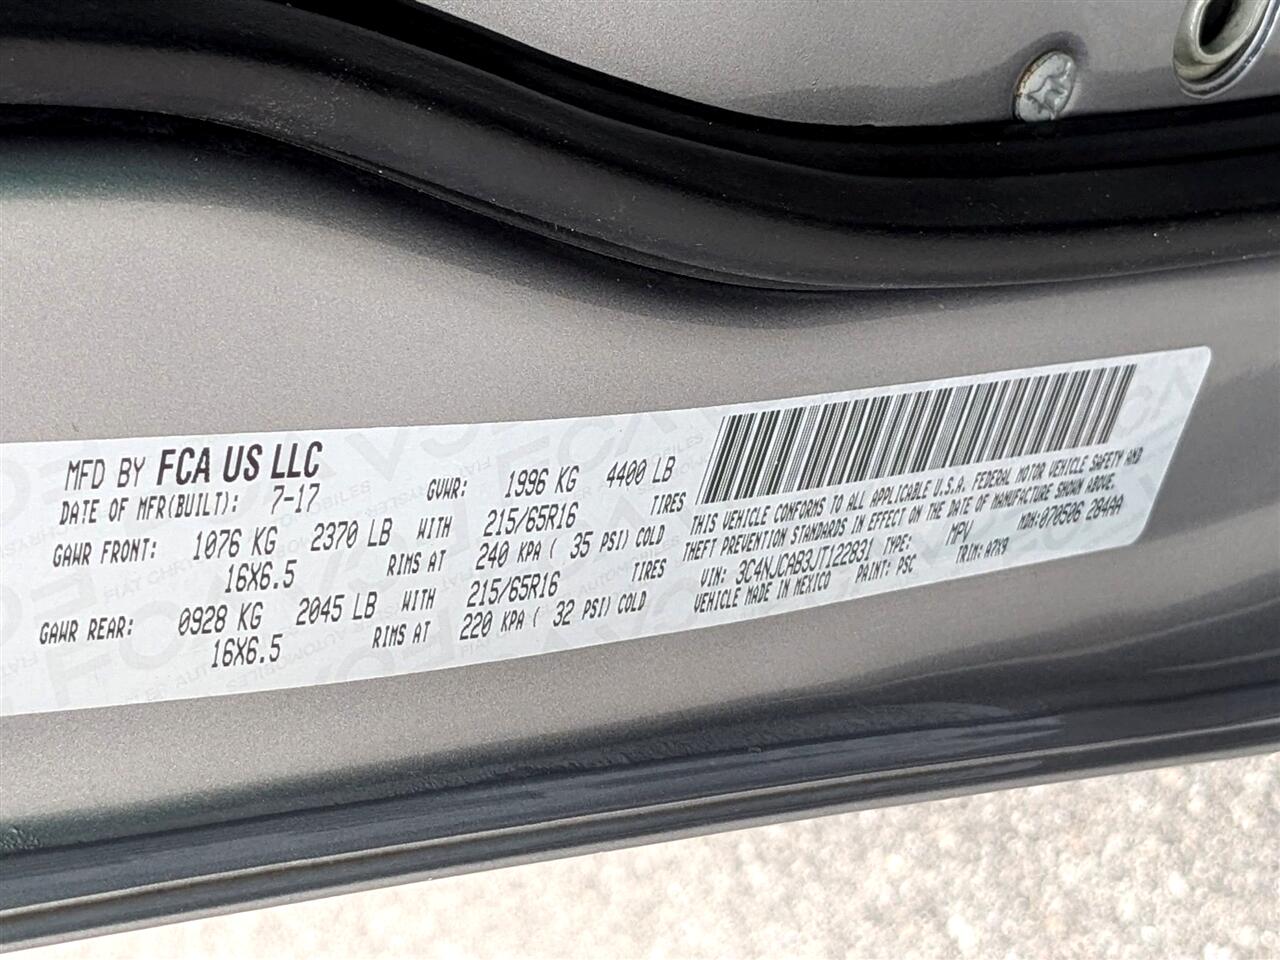 MFD BY FCA US LLC
DATE OF MFR(BUILT): 7-17 GVWR: 1996 KG 4400 LB
GAWR FRONT: 1076 KG 2370 LB WITH 215/65R16 TIRES
16X6.5 RIMS AT 240 KPA ( 35 PSI) COLD
GAWR REAR: 0928 KG 2045 LB WITH 215/65R16 TIRES
16X6.5 RIMS AT 220 KPA ( 32 PSI) COLD
THIS VEHICLE CONFORMS TO ALL APPLICABLE U.S.A. FEDERAL MOTOR VEHICLE SAFETY AND
THEFT PREVENTION STANDARDS IN EFFECT ON THE DATE OF MANUFACTURE SHOWN ABOVE.
VIN: 3C4NJCAB3JT122831 TYPE: MPV MDH:070506 284AA
VEHICLE MADE IN MEXICO PAINT: PSC TRIM:A7X9